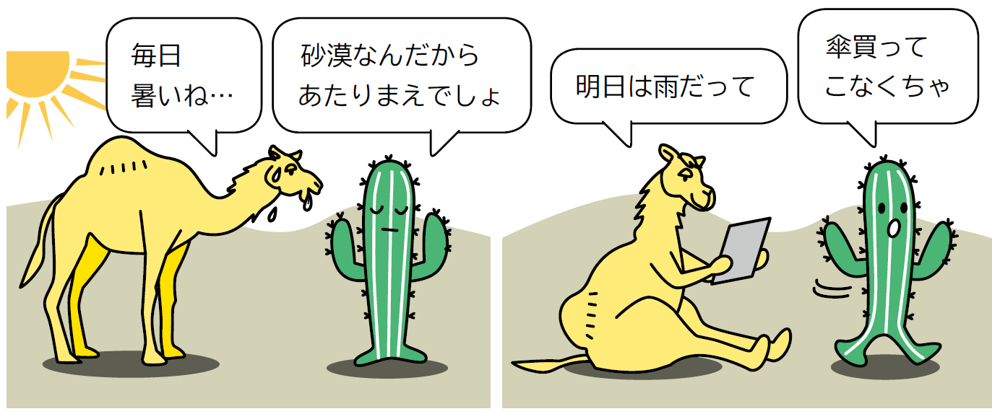 毎日
暑いね…
砂漠なんだから
あたりまえでしょ
明日は雨だって
傘買って
こなくちゃ